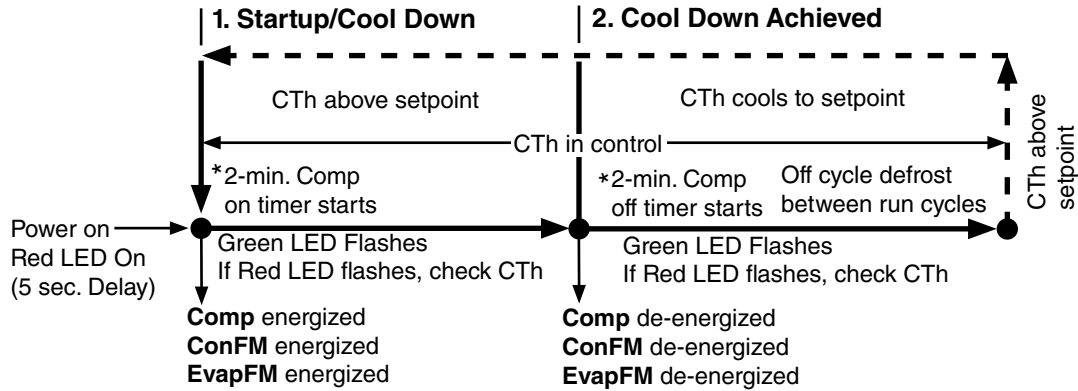 1. Startup/Cool Down
2. Cool Down Achieved
CTh above setpoint
CTh cools to setpoint
CTh in control
CTh above
setpoint
*2-min. Comp
on timer starts
*2-min. Comp
off timer starts
Off cycle defrost
between run cycles
Power on
Red LED On
(5 sec. Delay)
Green LED Flashes
If Red LED flashes, check CTh
Green LED Flashes
If Red LED flashes, check CTh
Comp energized
ConFM energized
EvapFM energized
Comp de-energized
ConFM de-energized
EvapFM de-energized